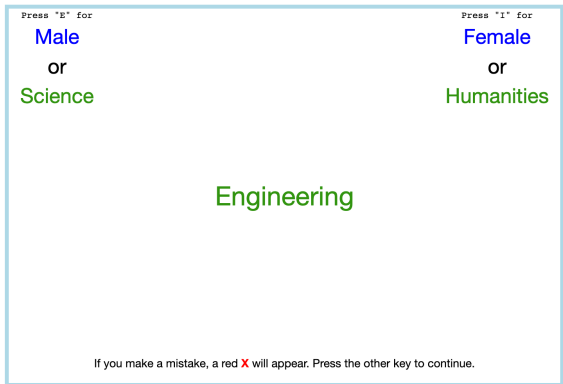 Press "E" for
Male
or
Science
Press "I" for
Female
or
Humanities
Engineering
If you make a mistake, a red X will appear. Press the other key to continue.